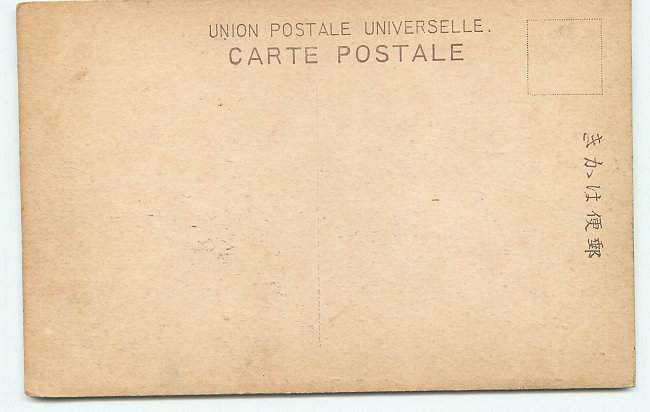 UNION POSTALE UNIVERSELLE.
CARTE POSTALE
きかは便郵